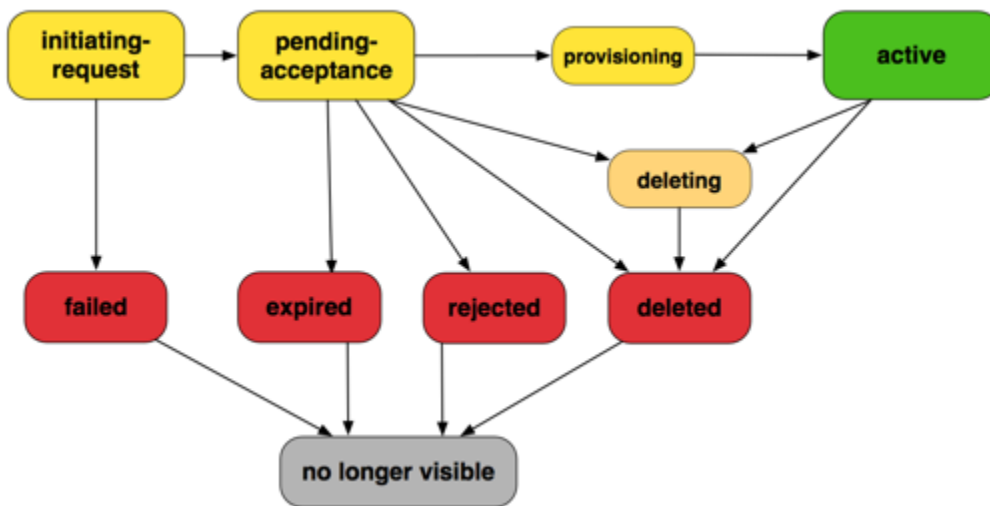 initiating-
request
pending-
acceptance
provisioning
active
deleting
failed
expired
rejected
deleted
no longer visible